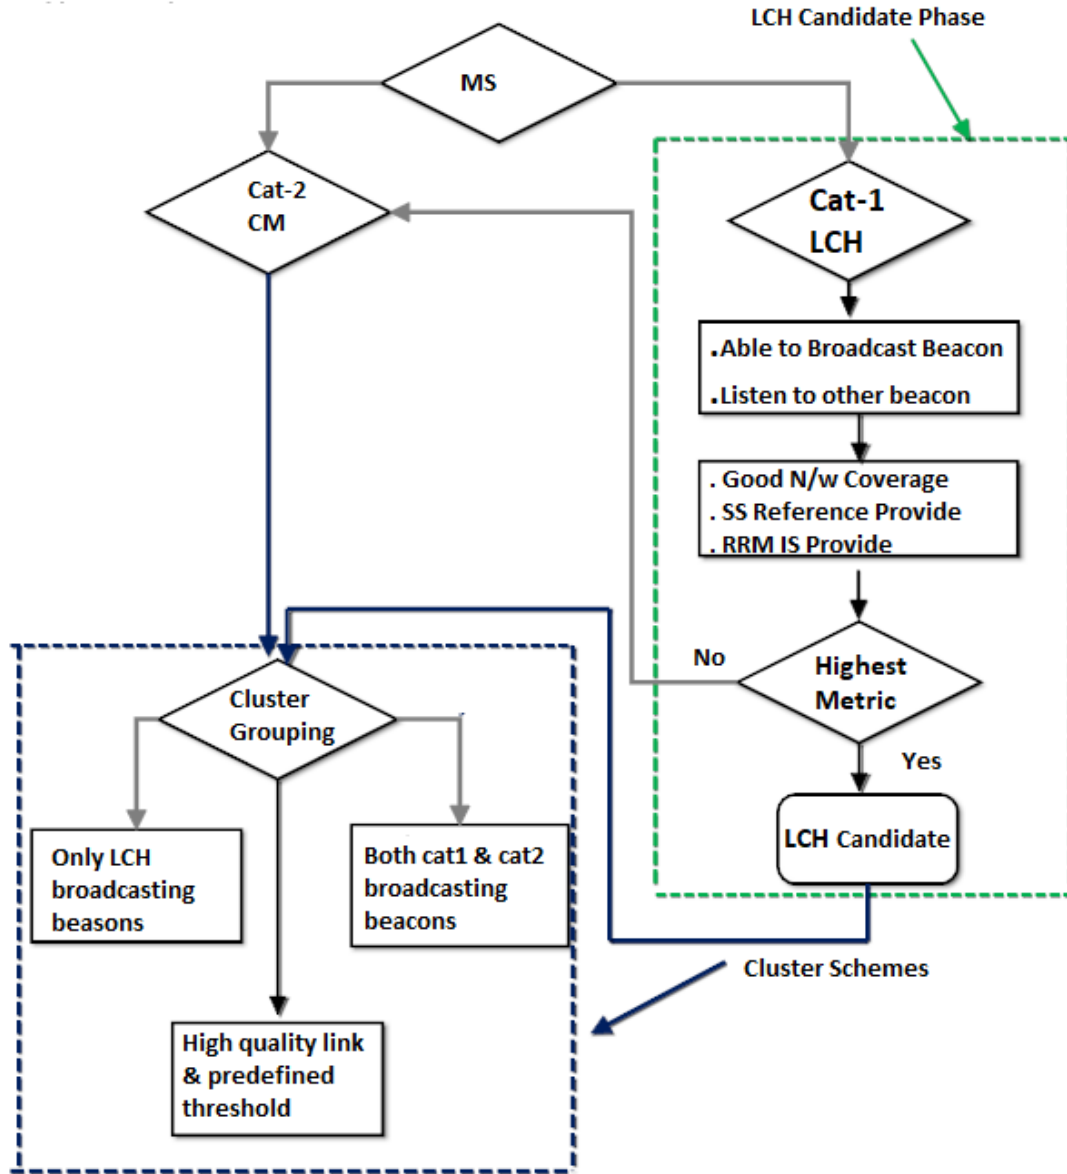 LCH Candidate Phase
MS
Cat-2
CM
Cat-1
LCH
.Able to Broadcast Beacon
.Listen to other beacon
. Good N/w Coverage
. SS Reference Provide
. RRM IS Provide
No
Highest
Metric
Yes
LCH Candidate
Cluster
Grouping
Only LCH
broadcasting
beasons
Both cat1 & cat2
broadcasting
beacons
High quality link
& predefined
threshold
Cluster Schemes